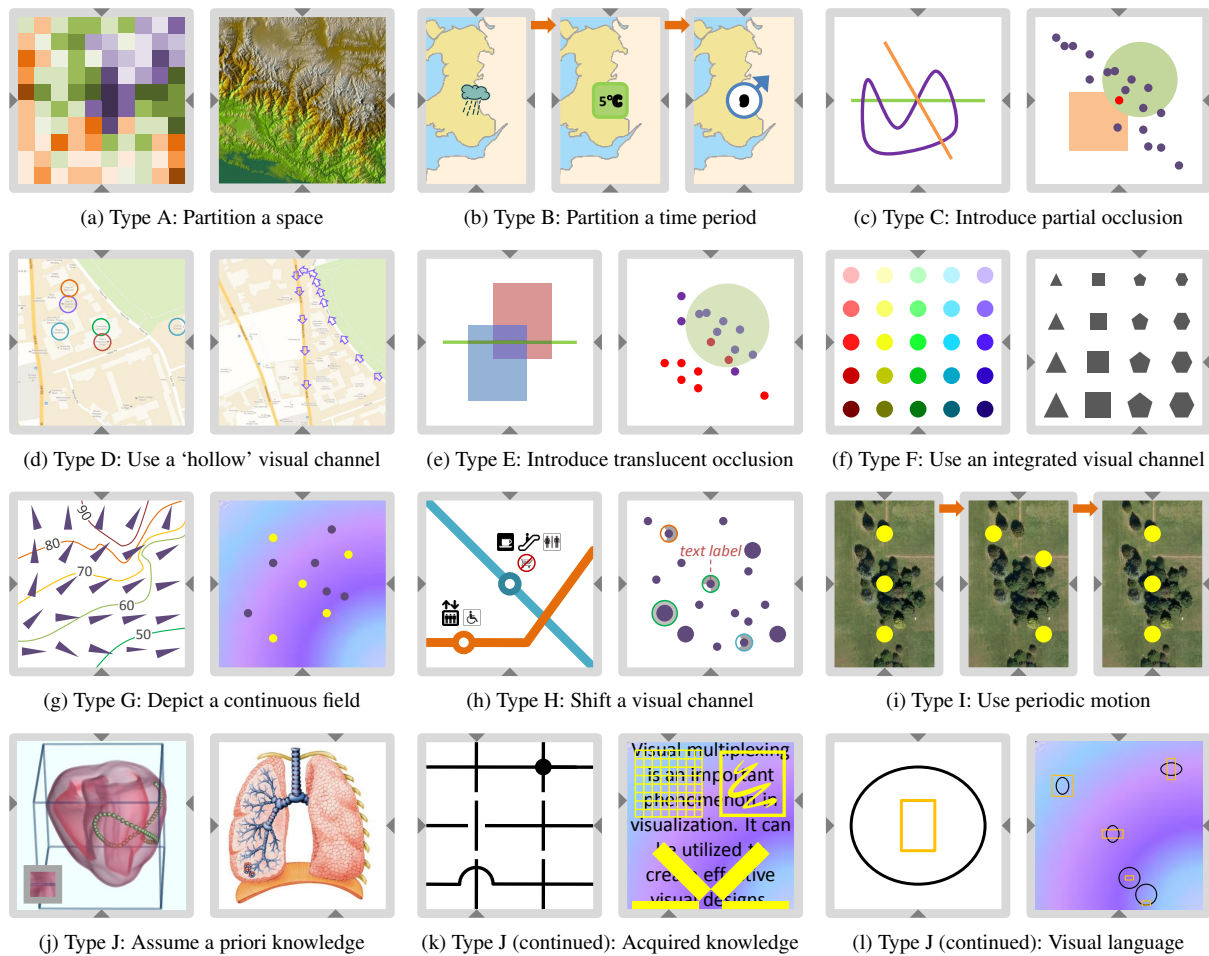 5°C
(a) Type A: Partition a space
(b) Type B: Partition a time period
(c) Type C: Introduce partial occlusion
(d) Type D: Use a ‘hollow’ visual channel
(e) Type E: Introduce translucent occlusion
(f) Type F: Use an integrated visual channel
90
80
70
60
50
text label
(g) Type G: Depict a continuous field
(h) Type H: Shift a visual channel
(i) Type I: Use periodic motion
Visual multiplexing
is an important
phenomenon in
visualization. It can
be utilized to
create effective
visual designs.
(j) Type J: Assume a priori knowledge
(k) Type J (continued): Acquired knowledge
(l) Type J (continued): Visual language